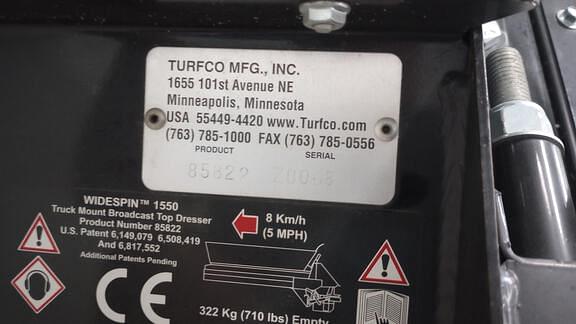 TURFCO MFG., INC.
1655 101st Avenue NE
Minneapolis, Minnesota
USA 55449-4420 www.Turfco.com
(763) 785-1000 FAX (763) 785-0556
PRODUCT SERIAL
85822
WIDESPIN™ 1550
Truck Mount Broadcast Top Dresser
Product Number 85822
U.S. Patent 6,149,079 6,508,419
And 6,817,552
Additional Patents Pending
8 Km/h
(5 MPH)
CE
322 Kg (710 lbs) Empty